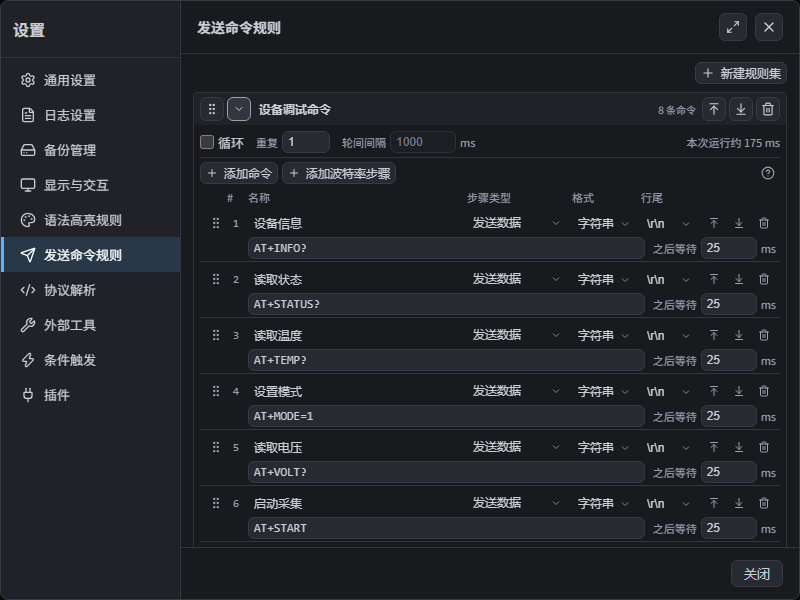 设置
通用设置
日志设置
备份管理
显示与交互
语法高亮规则
发送命令规则
协议解析
外部工具
条件触发
插件
发送命令规则
新建规则集
设备调试命令 8 条命令
循环 重复 1 轮间间隔 1000 ms 本次运行约 175 ms
添加命令 添加波特率步骤
# 名称 步骤类型 格式 行尾
1 设备信息 发送数据 字符串 \r\n
AT+INFO? 之后等待 25 ms
2 读取状态 发送数据 字符串 \r\n
AT+STATUS? 之后等待 25 ms
3 读取温度 发送数据 字符串 \r\n
AT+TEMP? 之后等待 25 ms
4 设置模式 发送数据 字符串 \r\n
AT+MODE=1 之后等待 25 ms
5 读取电压 发送数据 字符串 \r\n
AT+VOLT? 之后等待 25 ms
6 启动采集 发送数据 字符串 \r\n
AT+START 之后等待 25 ms
关闭